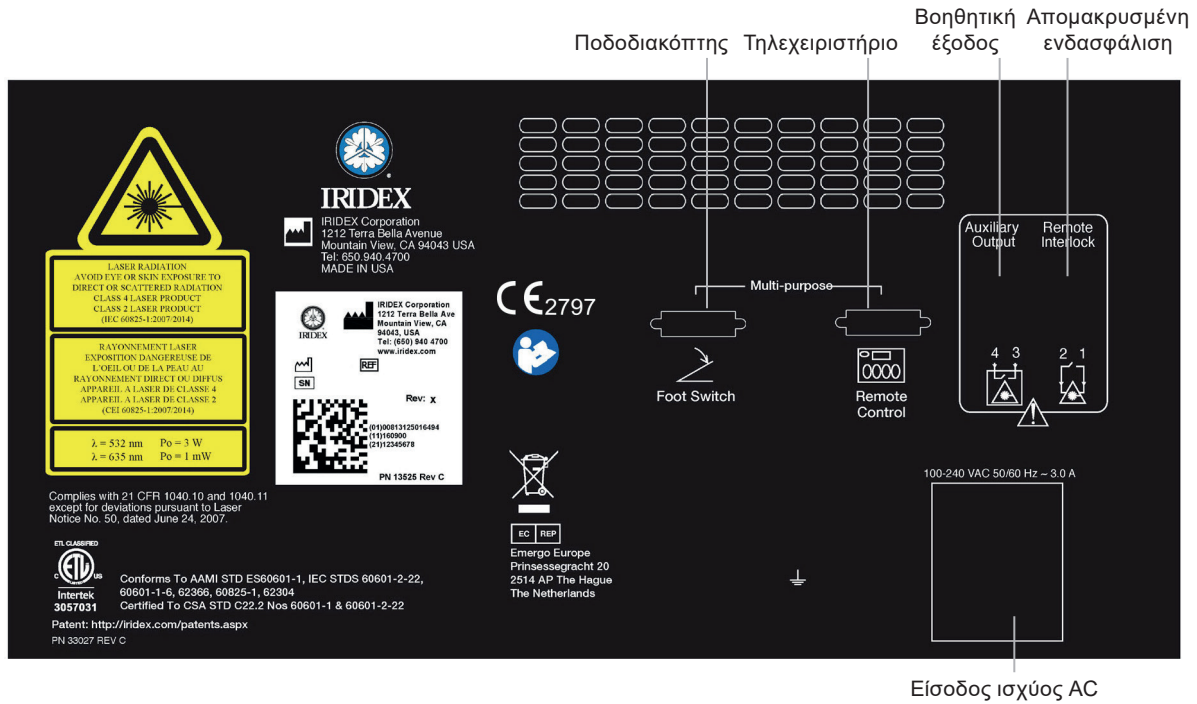 Βοηθητική
έξοδος
Απομακρυσμένη
ενδασφάλιση
Ποδοδιακόπτης
Τηλεχειριστήριο
LASER RADIATION
AVOID EYE OR SKIN EXPOSURE TO
DIRECT OR SCATTERED RADIATION
CLASS 4 LASER PRODUCT
CLASS 2 LASER PRODUCT
(IEC 60825-1:2007/2014)
RAYONNEMENT LASER
EXPOSITION DANGEREUSE DE
L'OEIL OU DE LA PEAU AU
RAYONNEMENT DIRECT OU DIFFUS
APPAREIL A LASER DE CLASSE 4
APPAREIL A LASER DE CLASSE 2
(CEI 60825-1:2007/2014)
λ = 532 nm Po = 3 W
λ = 635 nm Po = 1 mW
Complies with 21 CFR 1040.10 and 1040.11
except for deviations pursuant to Laser
Notice No. 50, dated June 24, 2007.
ETL CLASSIFIED
C ETL US
Intertek
3057031
Conforms To AAMI STD ES60601-1, IEC STDS 60601-2-22,
60601-1-6, 62366, 60825-1, 62304
Certified To CSA STD C22.2 Nos 60601-1 & 60601-2-22
Patent: http://iridex.com/patents.aspx
PN 33027 REV C
IRIDEX
IRIDEX Corporation
1212 Terra Bella Avenue
Mountain View, CA 94043 USA
Tel: 650.940.4700
MADE IN USA
IRIDEX
IRIDEX Corporation
1212 Terra Bella Ave
Mountain View, CA
94043, USA
Tel: (650) 940 4700
www.iridex.com
REF
SN
Rev: x
(01)00813125016494
(11)160900
(21)12345678
PN 13525 Rev C
CE 2797
EC REP
Emergo Europe
Prinsessegracht 20
2514 AP The Hague
The Netherlands
Multi-purpose
Foot Switch
Remote
Control
Auxiliary
Output
Remote
Interlock
4 3
2 1
100-240 VAC 50/60 Hz ~ 3.0 A
Είσοδος ισχύος AC